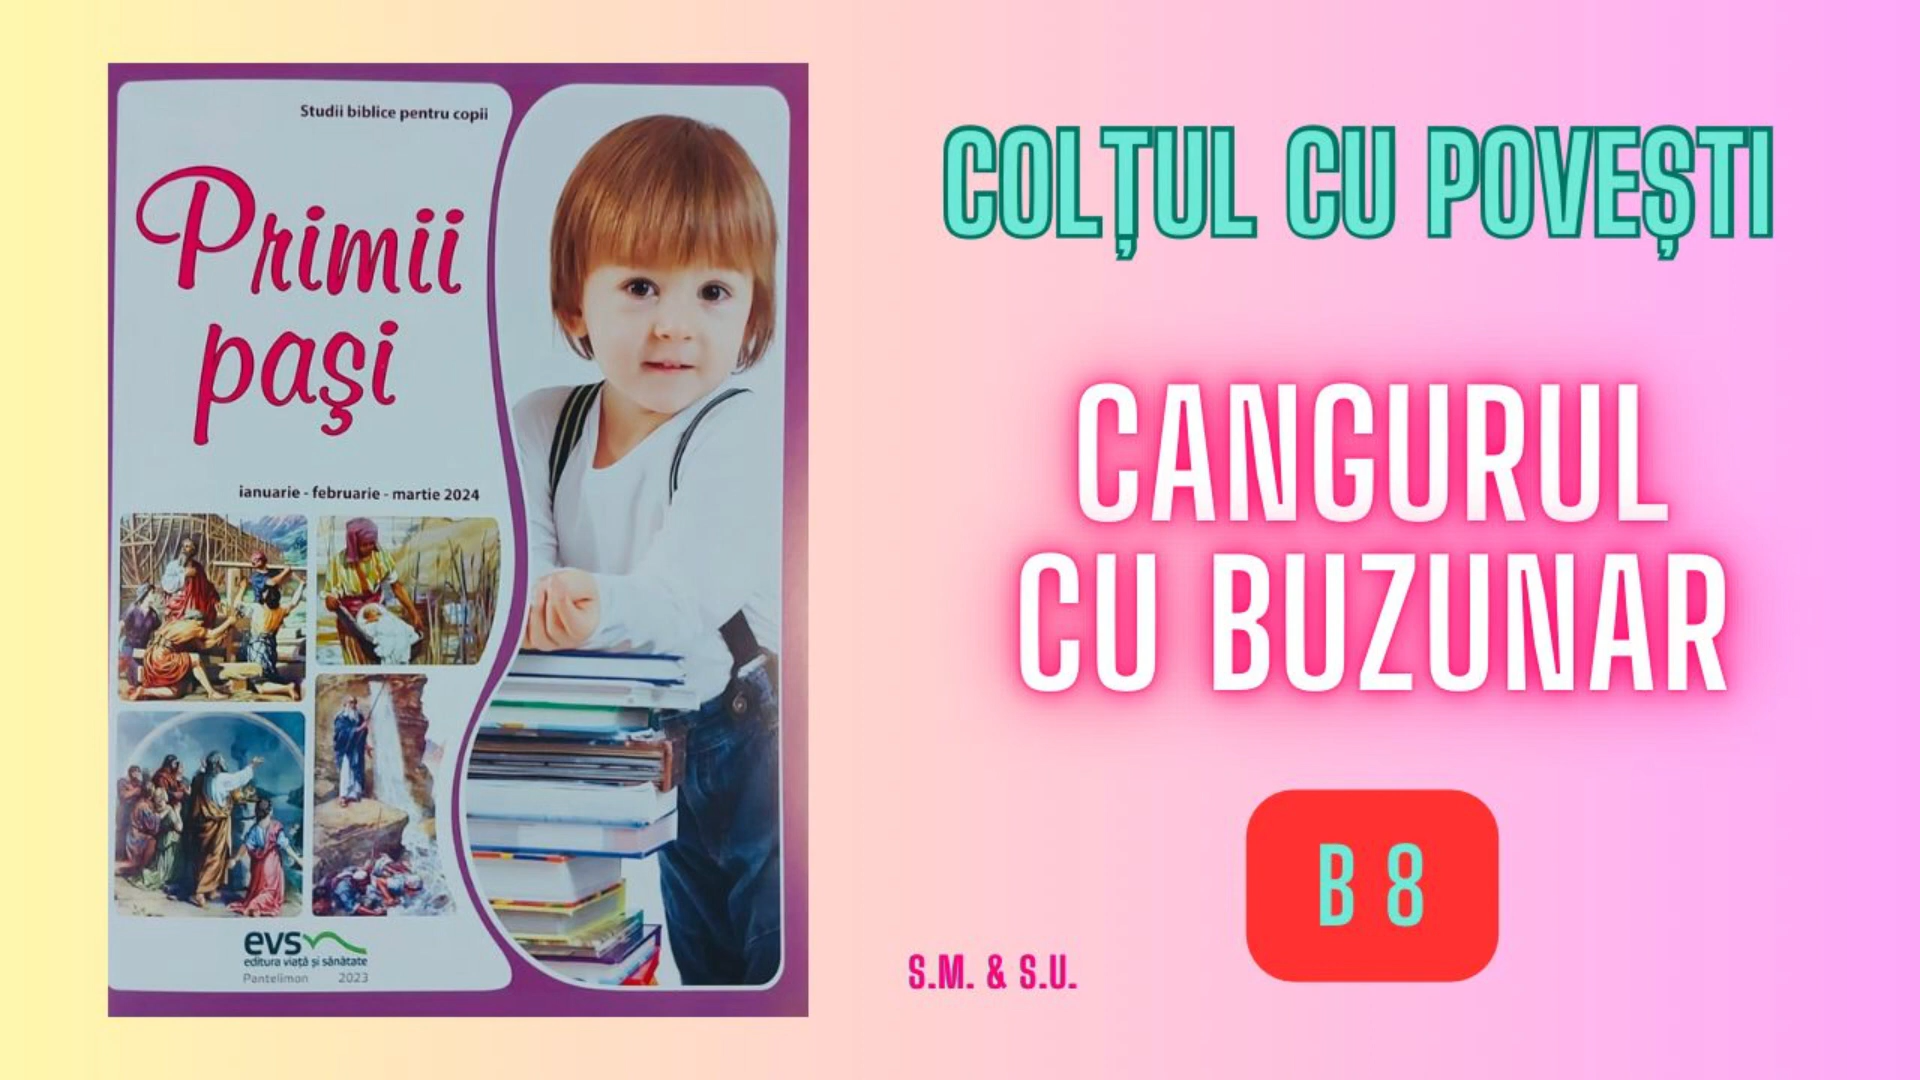 Studii biblice pentru copii
Primii
paşi
ianuarie - februarie - martie 2024
evs
editura viață și sănătate
Pantelimon 2023
COLȚUL CU POVEȘTI
CANGURUL
CU BUZUNAR
B 8
S.M. & S.U.